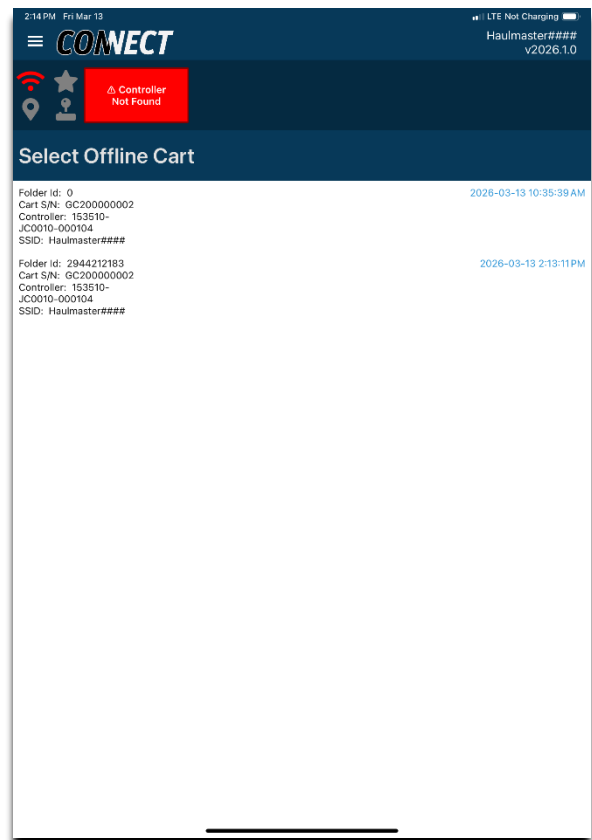 2:14 PM Fri Mar 13
LTE Not Charging
CONNECT
Haulmaster####
v2026.1.0
⚠ Controller
Not Found
Select Offline Cart
Folder Id: 0
2026-03-13 10:35:39 AM
Cart S/N: GC200000002
Controller: 153510-
JC0010-000104
SSID: Haulmaster####
Folder Id: 2944212183
2026-03-13 2:13:11 PM
Cart S/N: GC200000002
Controller: 153510-
JC0010-000104
SSID: Haulmaster####